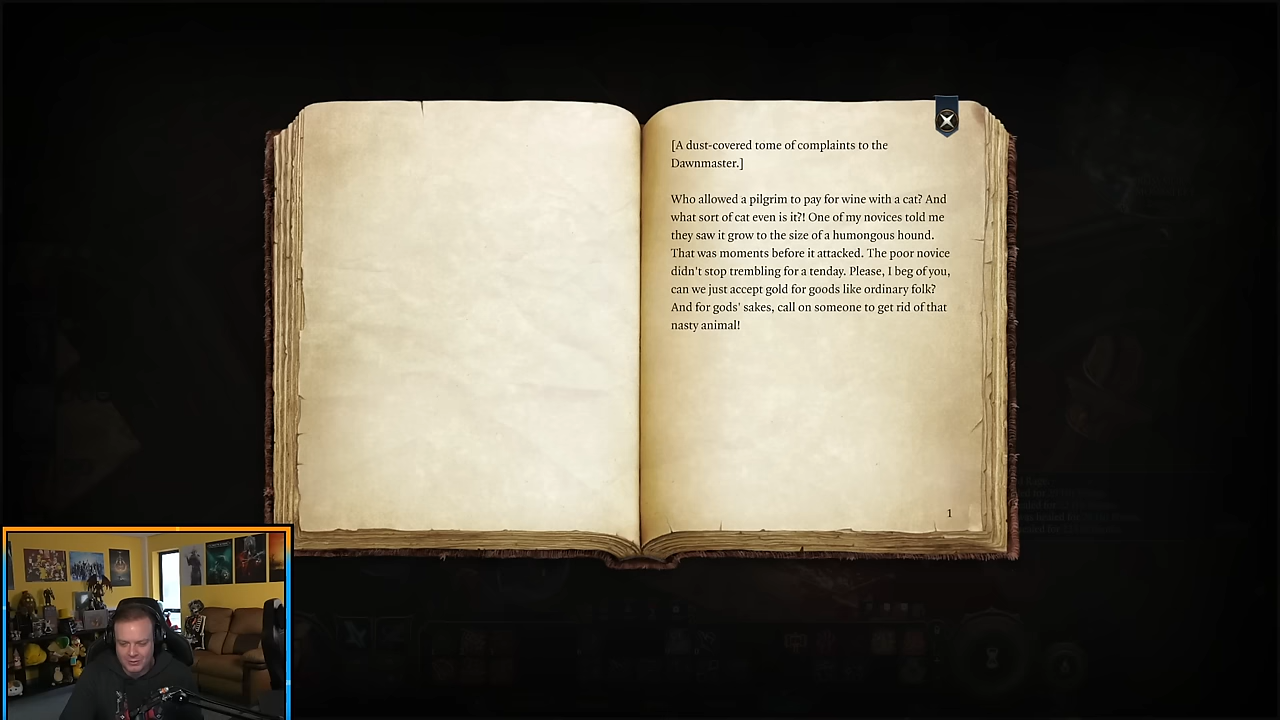 [A dust-covered tome of complaints to the
Dawnmaster.]
Who allowed a pilgrim to pay for wine with a cat? And
what sort of cat even is it?! One of my novices told me
they saw it grow to the size of a humongous hound.
That was moments before it attacked. The poor novice
didn't stop trembling for a tenday. Please, I beg of you,
can we just accept gold for goods like ordinary folk?
And for gods' sakes, call on someone to get rid of that
nasty animal!
1